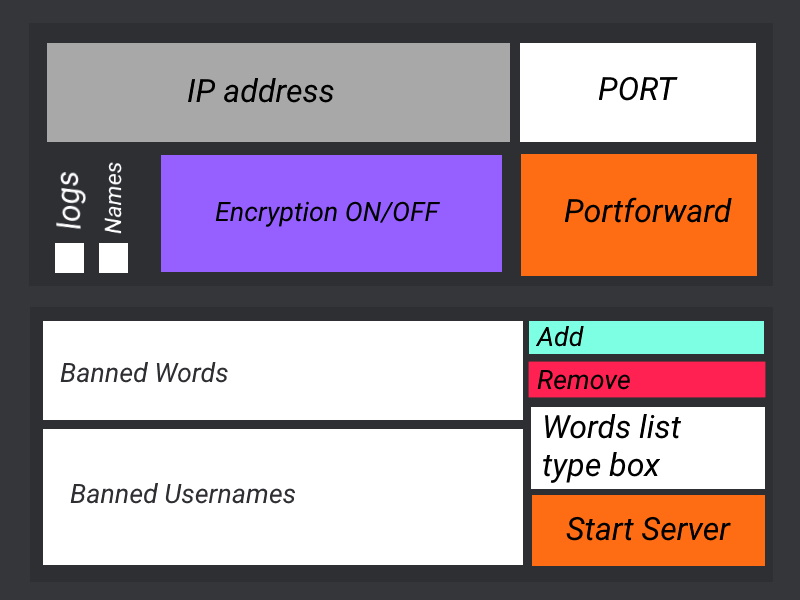 IP address
PORT
logs
Names
Encryption ON/OFF
Portforward
Banned Words
Add
Remove
Words list
type box
Banned Usernames
Start Server